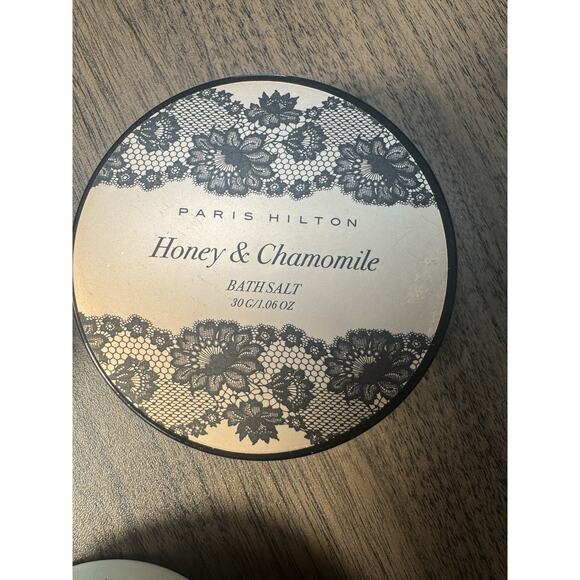 PARIS HILTON
Honey & Chamomile
BATH SALT
30 G/1.06 OZ